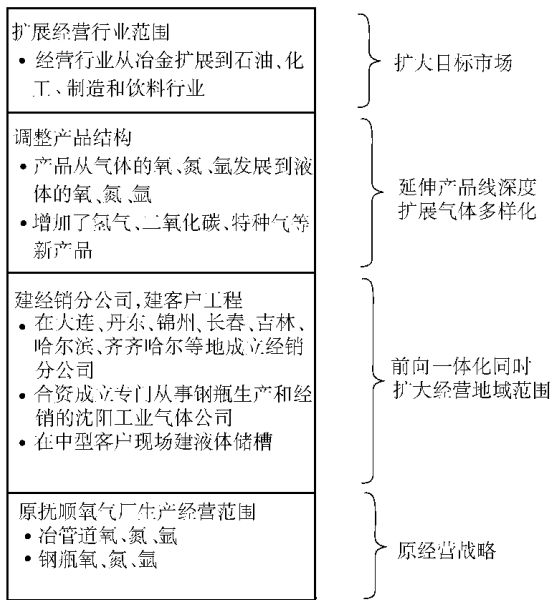 扩展经营行业范围
• 经营行业从冶金扩展到石油、化
工、制造和饮料行业
扩大目标市场
调整产品结构
• 产品从气体的氧、氮、氩发展到液
体的氧、氮、氩
• 增加了氢气、二氧化碳、特种气等
新产品
延伸产品线深度
扩展气体多样化
建经销分公司,建客户工程
• 在大连、丹东、锦州、长春、吉林、
哈尔滨、齐齐哈尔等地成立经销
分公司
• 合资成立专门从事钢瓶生产和经
销的沈阳工业气体公司
• 在中型客户现场建液体储槽
前向一体化同时
扩大经营地域范围
原抚顺氧气厂生产经营范围
• 冶管道氧、氮、氩
• 钢瓶氧、氮、氩
原经营战略